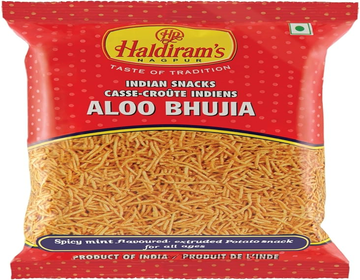 HR
Haldiram's
NAGPUR
TASTE OF TRADITION
INDIAN SNACKS
CASSE-CROÛTE INDIENS
ALOO BHUJIA
Spicy mint flavoured- extruded Potato snack
for all ages
PRODUCT OF INDIA / PRODUIT DE L'INDE